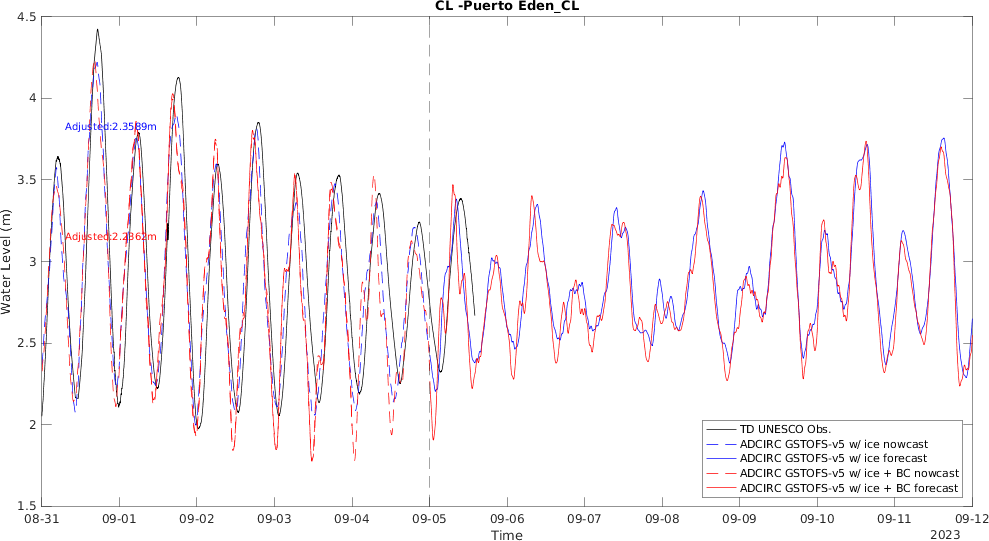 CL -Puerto Eden_CL
4.5
4
3.5
3
2.5
2
1.5
Water Level (m)
Adjusted:2.3589m
Adjusted:2.2362m
TD UNESCO Obs.
ADCIRC GSTOFS-v5 w/ ice nowcast
ADCIRC GSTOFS-v5 w/ ice forecast
ADCIRC GSTOFS-v5 w/ ice + BC nowcast
ADCIRC GSTOFS-v5 w/ ice + BC forecast
08-31 09-01 09-02 09-03 09-04 09-05 09-06 09-07 09-08 09-09 09-10 09-11 09-12
Time
2023